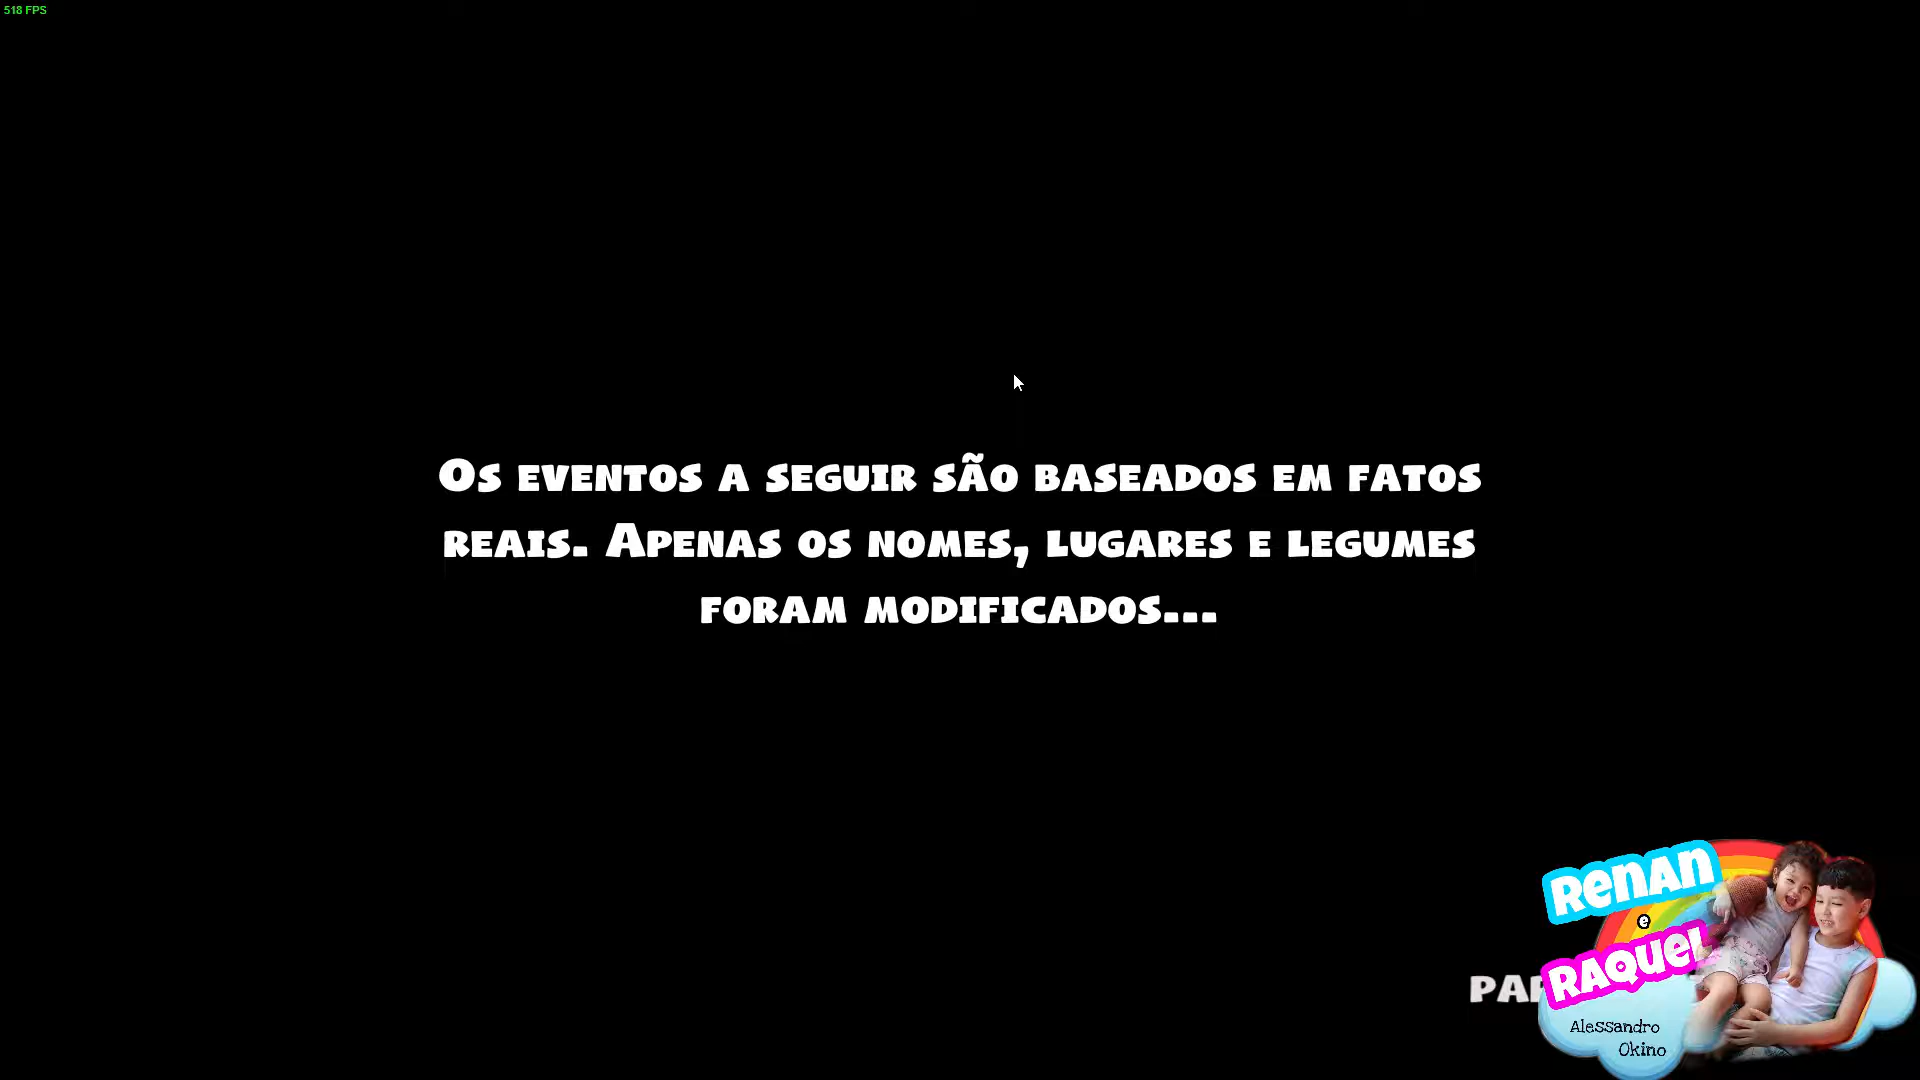 518 FPS
Os eventos a seguir são baseados em fatos
reais. Apenas os nomes, lugares e legumes
foram modificados...
Renan
e
Raquel
Alessandro
Okino